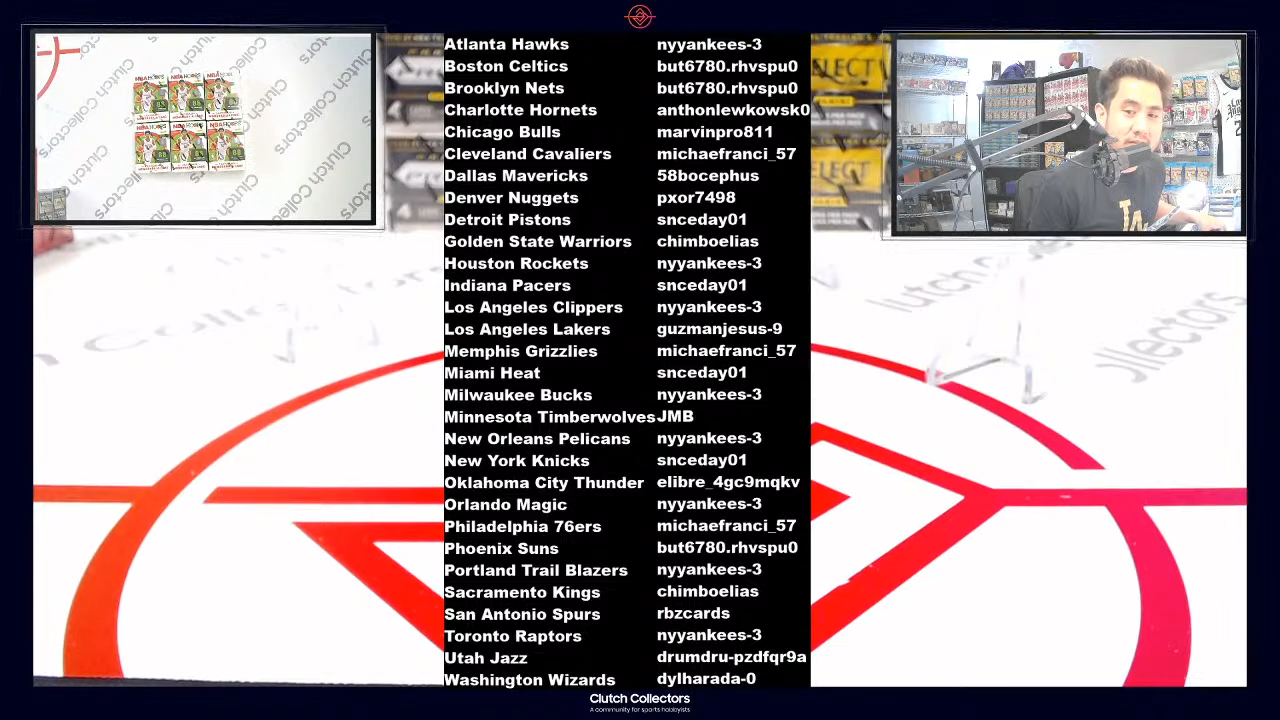 Atlanta Hawks nyyankees-3
Boston Celtics but6780.rhvspu0
Brooklyn Nets but6780.rhvspu0
Charlotte Hornets anthonlewkowsk0
Chicago Bulls marvinpro811
Cleveland Cavaliers michaefranci_57
Dallas Mavericks 58bocephus
Denver Nuggets pxor7498
Detroit Pistons snceday01
Golden State Warriors chimboelias
Houston Rockets nyyankees-3
Indiana Pacers snceday01
Los Angeles Clippers nyyankees-3
Los Angeles Lakers guzmanjesus-9
Memphis Grizzlies michaefranci_57
Miami Heat snceday01
Milwaukee Bucks nyyankees-3
Minnesota Timberwolves JMB
New Orleans Pelicans nyyankees-3
New York Knicks snceday01
Oklahoma City Thunder elibre_4gc9mqkv
Orlando Magic nyyankees-3
Philadelphia 76ers michaefranci_57
Phoenix Suns but6780.rhvspu0
Portland Trail Blazers nyyankees-3
Sacramento Kings chimboelias
San Antonio Spurs rbzcards
Toronto Raptors nyyankees-3
Utah Jazz drumdru-pzdfqr9a
Washington Wizards dylharada-0
Clutch Collectors
A community for sports hobbyists